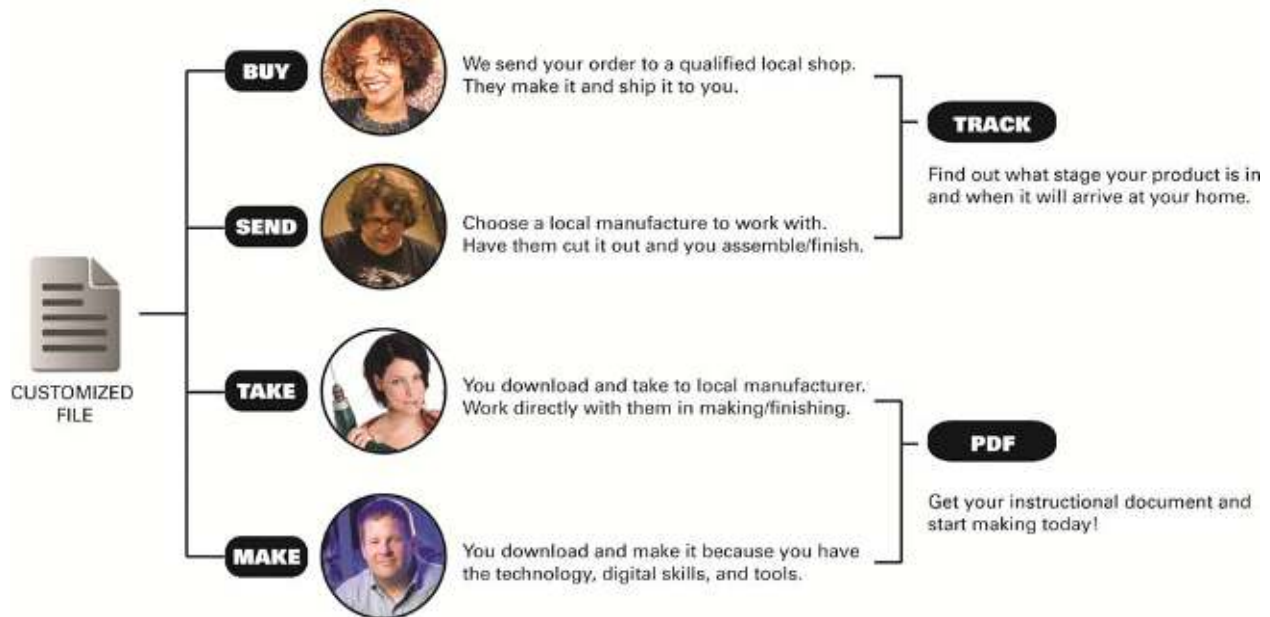 BUY
We send your order to a qualified local shop.
They make it and ship it to you.
TRACK
Find out what stage your product is in
and when it will arrive at your home.
SEND
Choose a local manufacture to work with.
Have them cut it out and you assemble/finish.
CUSTOMIZED
FILE
TAKE
You download and take to local manufacturer.
Work directly with them in making/finishing.
PDF
Get your instructional document and
start making today!
MAKE
You download and make it because you have
the technology, digital skills, and tools.